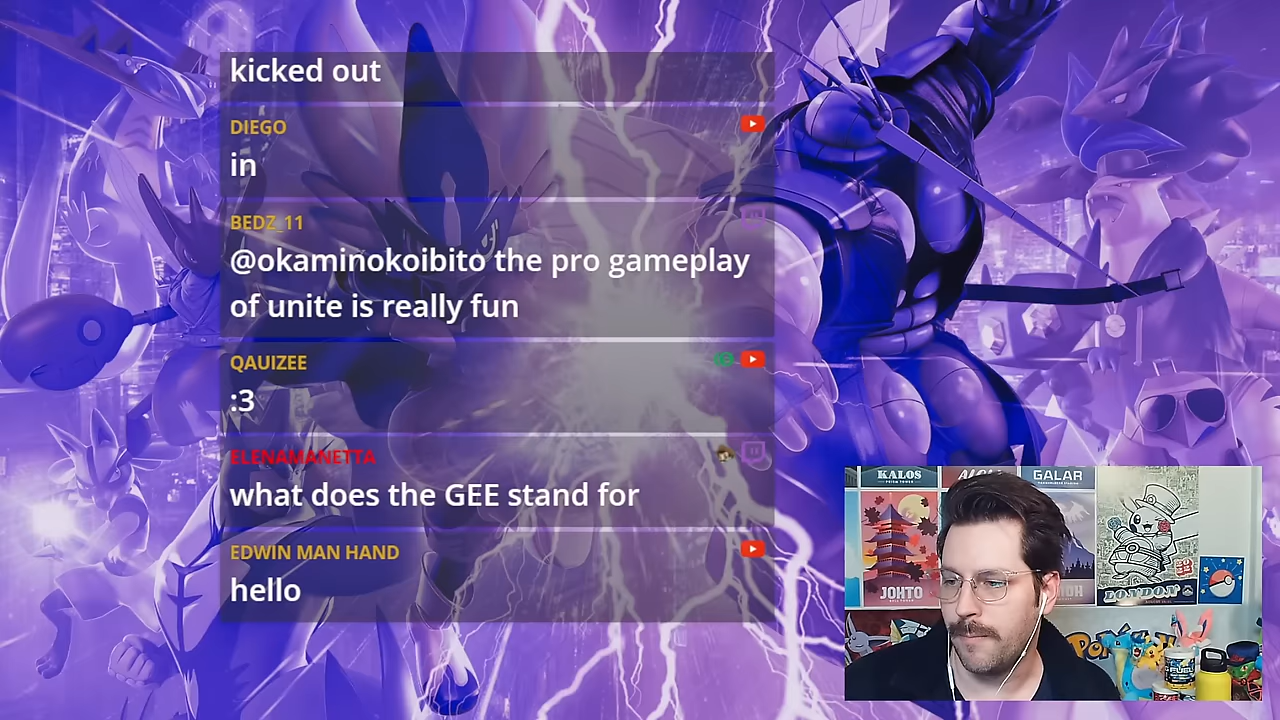 kicked out
DIEGO
in
BEDZ_11
@okaminokoibito the pro gameplay
of unite is really fun
QAUIZEE
:3
ELENAMANETTA
what does the GEE stand for
EDWIN MAN HAND
hello
KALOS
GALAR
JOHTO
LONDON